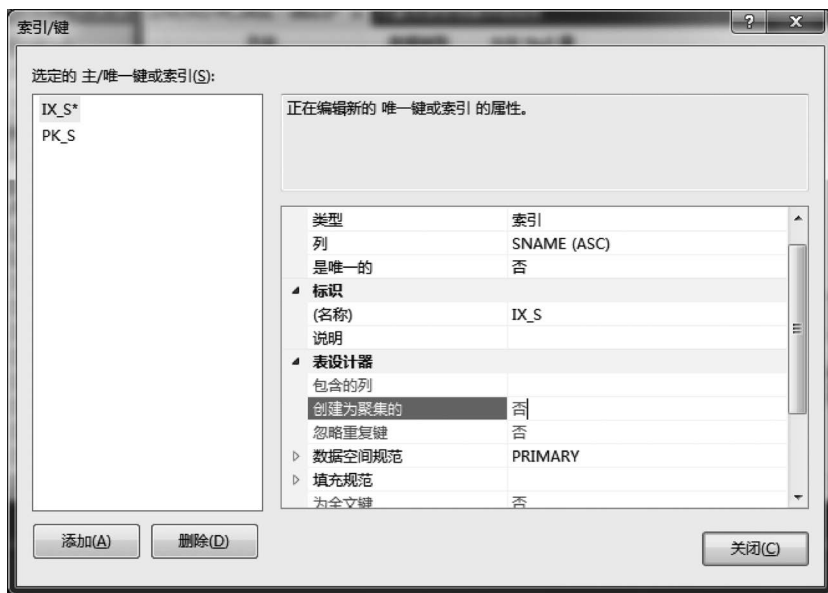 索引/键
选定的 主/唯一键或索引(S):
IX_S*
PK_S
正在编辑新的 唯一键或索引 的属性。
类型 索引
列 SNAME (ASC)
是唯一的 否
标识
(名称) IX_S
说明
表设计器
包含的列
创建为聚集的 否
忽略重复键 否
数据空间规范 PRIMARY
填充规范
为全文键 否
添加(A) 删除(D)
关闭(C)